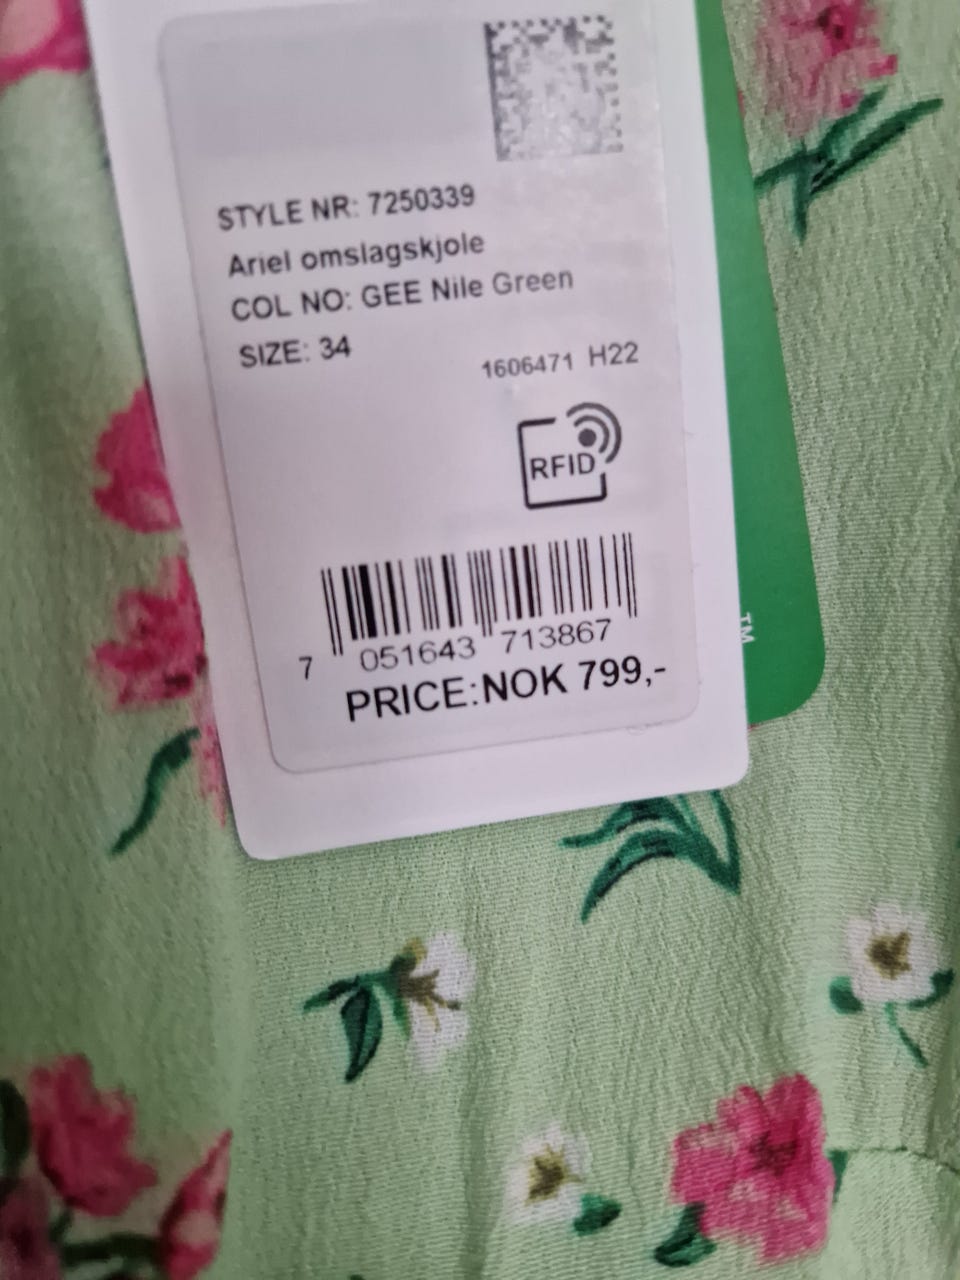 STYLE NR: 7250339
Ariel omslagskjole
COL NO: GEE Nile Green
SIZE: 34
1606471 H22
RFID
7 051643 713867
PRICE:NOK 799,-
TM